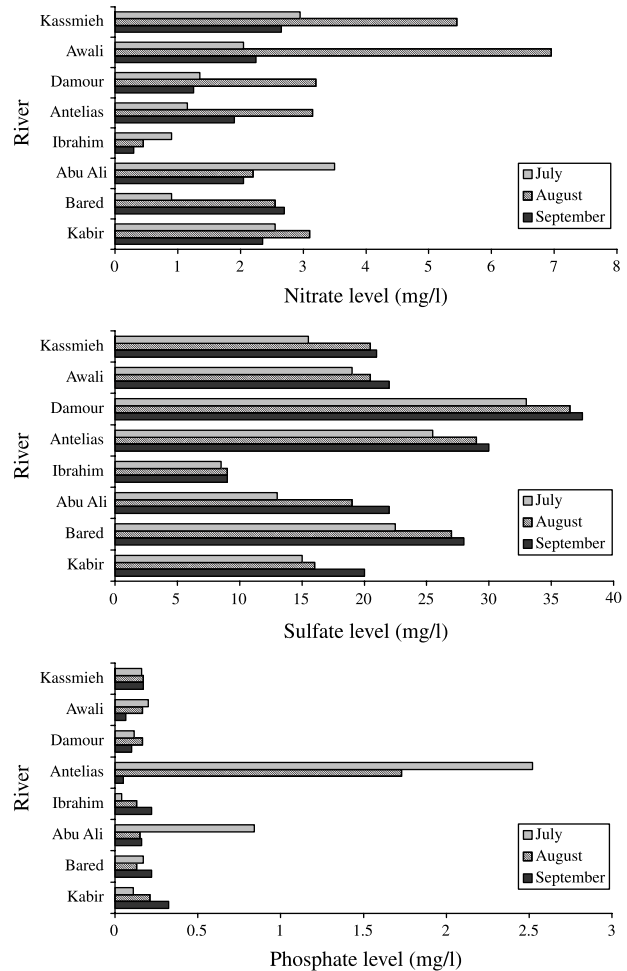 Kassmieh
Awali
Damour
Antelias
Ibrahim
Abu Ali
Bared
Kabir
River
July
August
September
0 1 2 3 4 5 6 7 8
Nitrate level (mg/l)
Kassmieh
Awali
Damour
Antelias
Ibrahim
Abu Ali
Bared
Kabir
River
July
August
September
0 5 10 15 20 25 30 35 40
Sulfate level (mg/l)
Kassmieh
Awali
Damour
Antelias
Ibrahim
Abu Ali
Bared
Kabir
River
July
August
September
0 0.5 1 1.5 2 2.5 3
Phosphate level (mg/l)